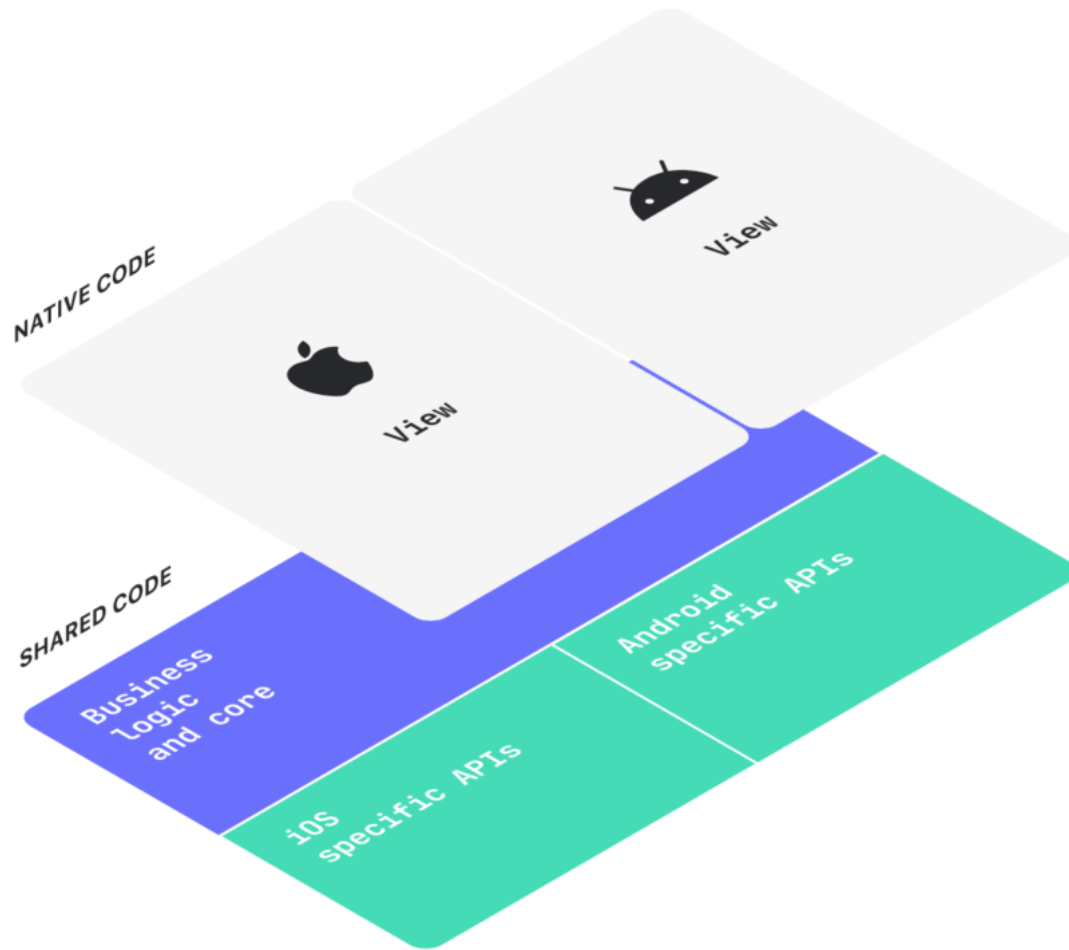 NATIVE CODE
View
View
SHARED CODE
Business
logic
and core
Android
specific APIs
iOS
specific APIs